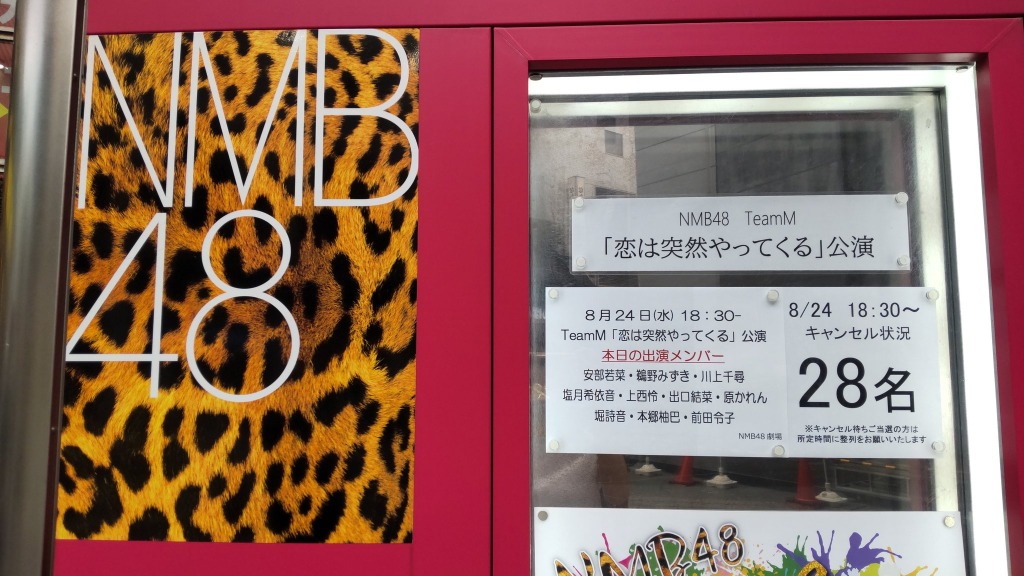 NMB
48
NMB48 TeamM
「恋は突然やってくる」公演
8月24日(水) 18:30-
TeamM「恋は突然やってくる」公演
本日の出演メンバー
安部若菜・鵜野みずき・川上千尋
塩月希依音・上西怜・出口結菜・原かれん
堀詩音・本郷柚巴・前田令子
NMB48劇場
8/24 18:30～
キャンセル状況
28名
※キャンセル待ちご当選の方は
所定時間に整列をお願いいたします
NMB48